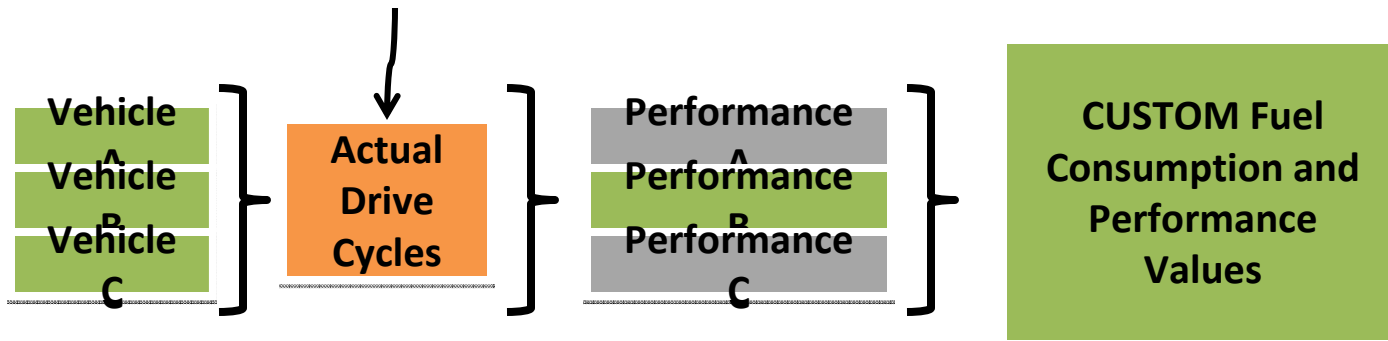 Vehicle
A
Vehicle
B
Vehicle
C
Actual
Drive
Cycles
Performance
A
Performance
B
Performance
C
CUSTOM Fuel
Consumption and
Performance
Values